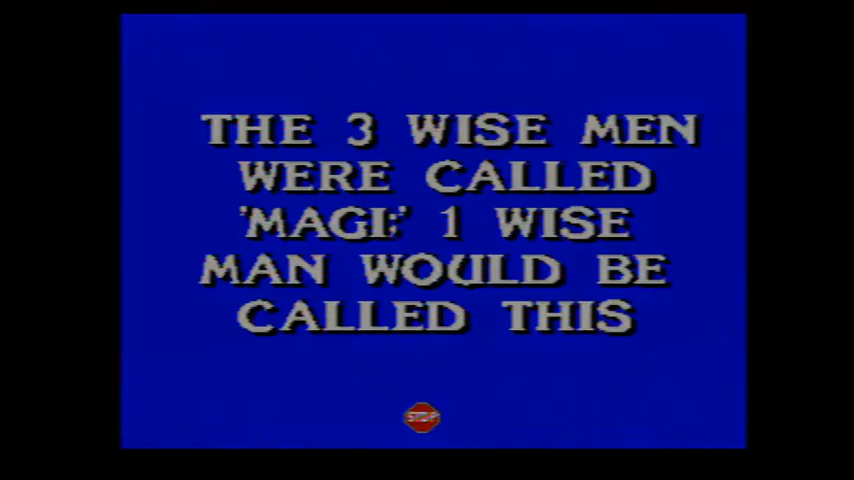 THE 3 WISE MEN
WERE CALLED
'MAGI;' 1 WISE
MAN WOULD BE
CALLED THIS
STOP